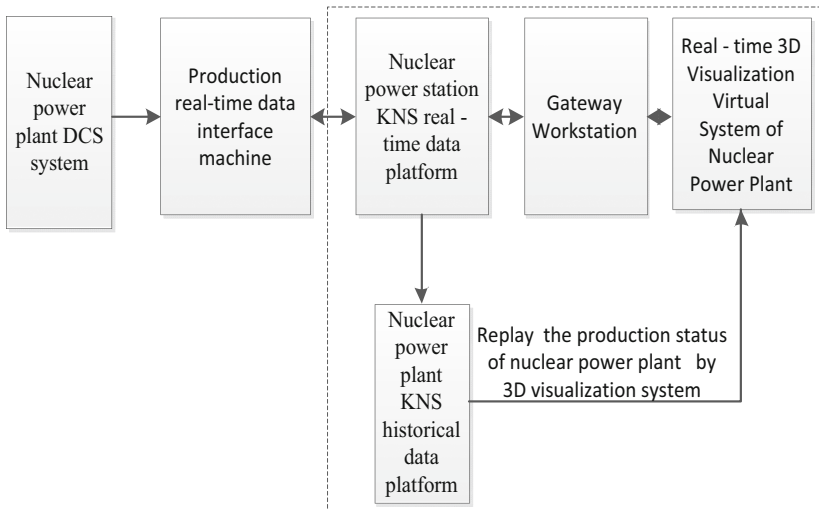 Nuclear
power
plant DCS
system
Production
real-time data
interface
machine
Nuclear
power station
KNS real -
time data
platform
Gateway
Workstation
Real - time 3D
Visualization
Virtual
System of
Nuclear
Power Plant
Nuclear
power
plant
KNS
historical
data
platform
Replay the production status
of nuclear power plant by
3D visualization system